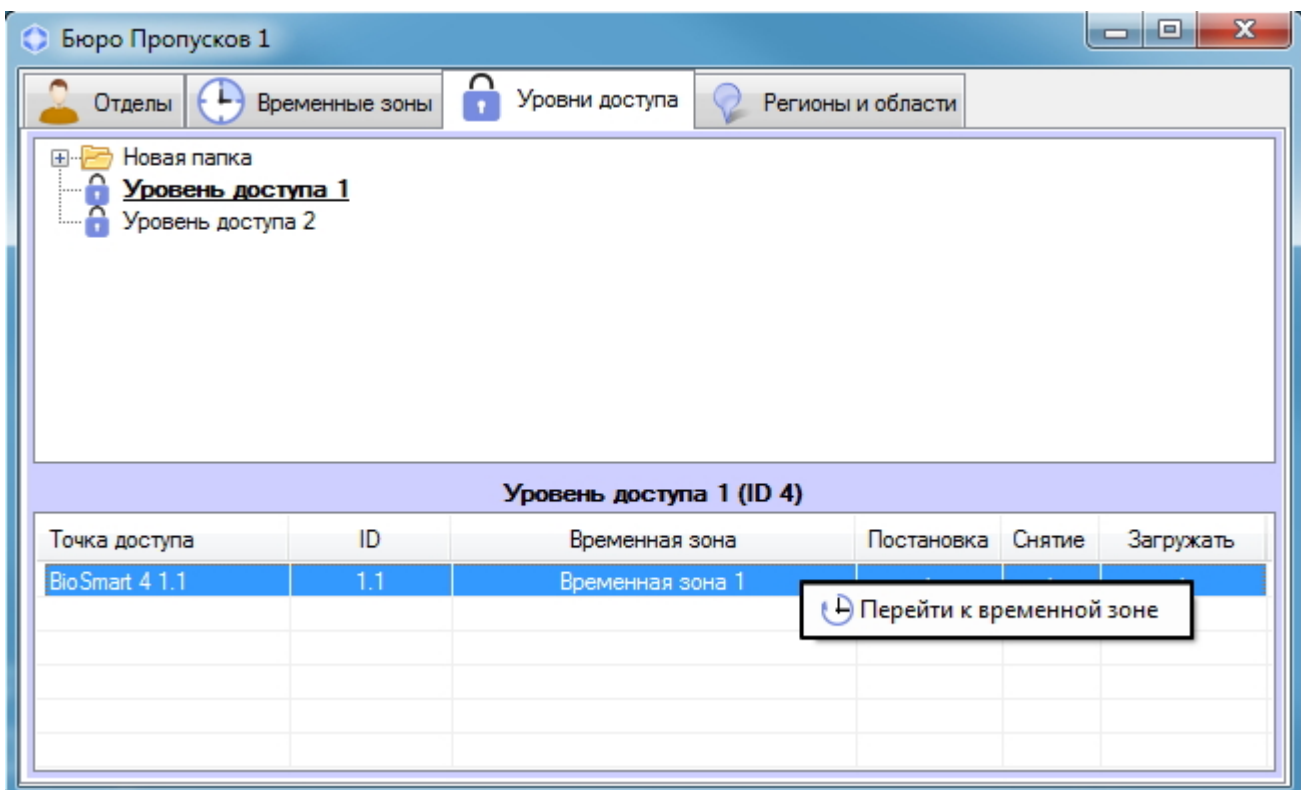 Бюро Пропусков 1
Отделы Временные зоны Уровни доступа Регионы и области
Новая папка
Уровень доступа 1
Уровень доступа 2
Уровень доступа 1 (ID 4)
Точка доступа ID Временная зона Постановка Снятие Загружать
BioSmart 4 1.1 1.1 Временная зона 1
Перейти к временной зоне